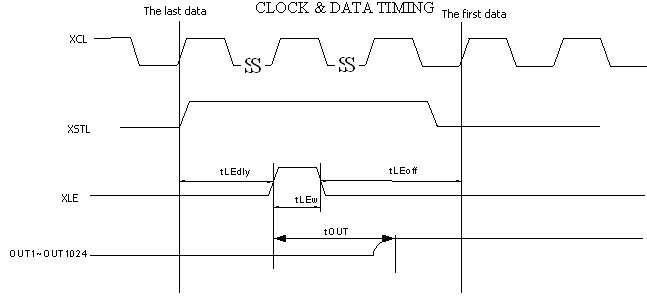 CLOCK & DATA TIMING
The last data
The first data
XCL
SS
SS
XSTL
tLEdly
tLEoff
XLE
tLEw
tOUT
OUT1~OUT1024